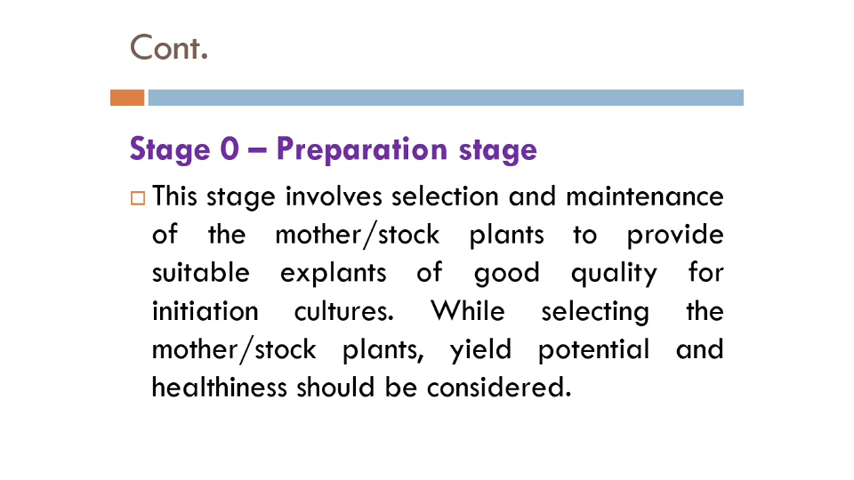 Cont.
Stage 0 – Preparation stage
This stage involves selection and maintenance
of the mother/stock plants to provide
suitable explants of good quality for
initiation cultures. While selecting the
mother/stock plants, yield potential and
healthiness should be considered.